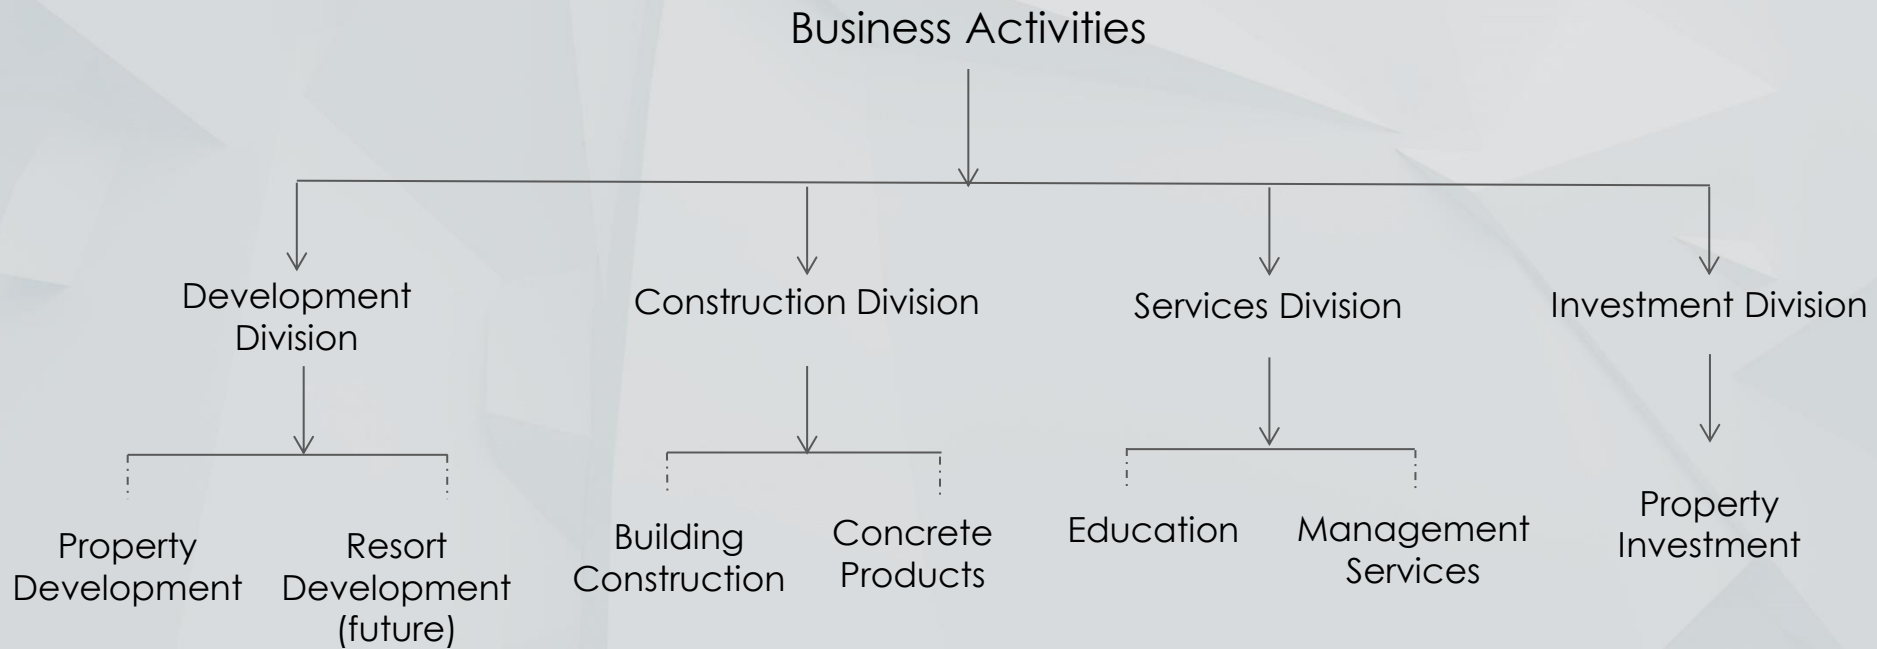 Business Activities
Development
Division
Construction Division
Services Division
Investment Division
Property
Development
Resort
Development
(future)
Building
Construction
Concrete
Products
Education
Management
Services
Property
Investment